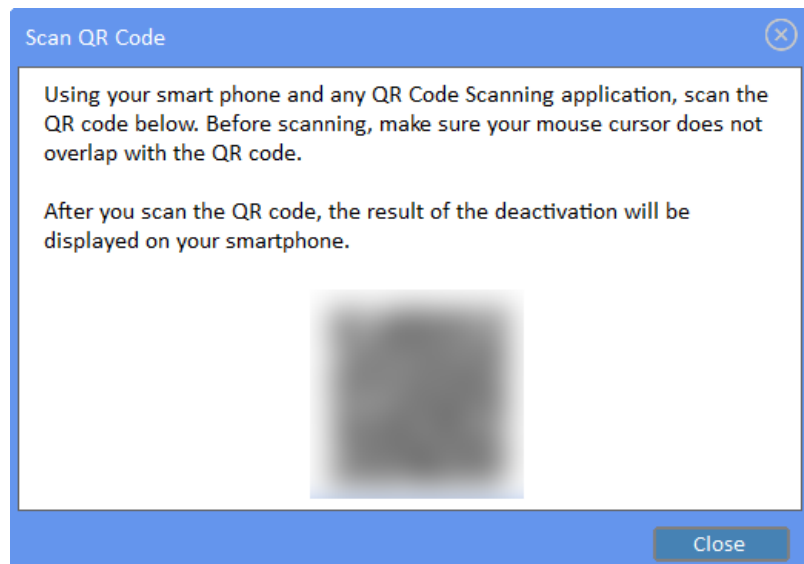 Scan QR Code
Using your smart phone and any QR Code Scanning application, scan the
QR code below. Before scanning, make sure your mouse cursor does not
overlap with the QR code.
After you scan the QR code, the result of the deactivation will be
displayed on your smartphone.
Close